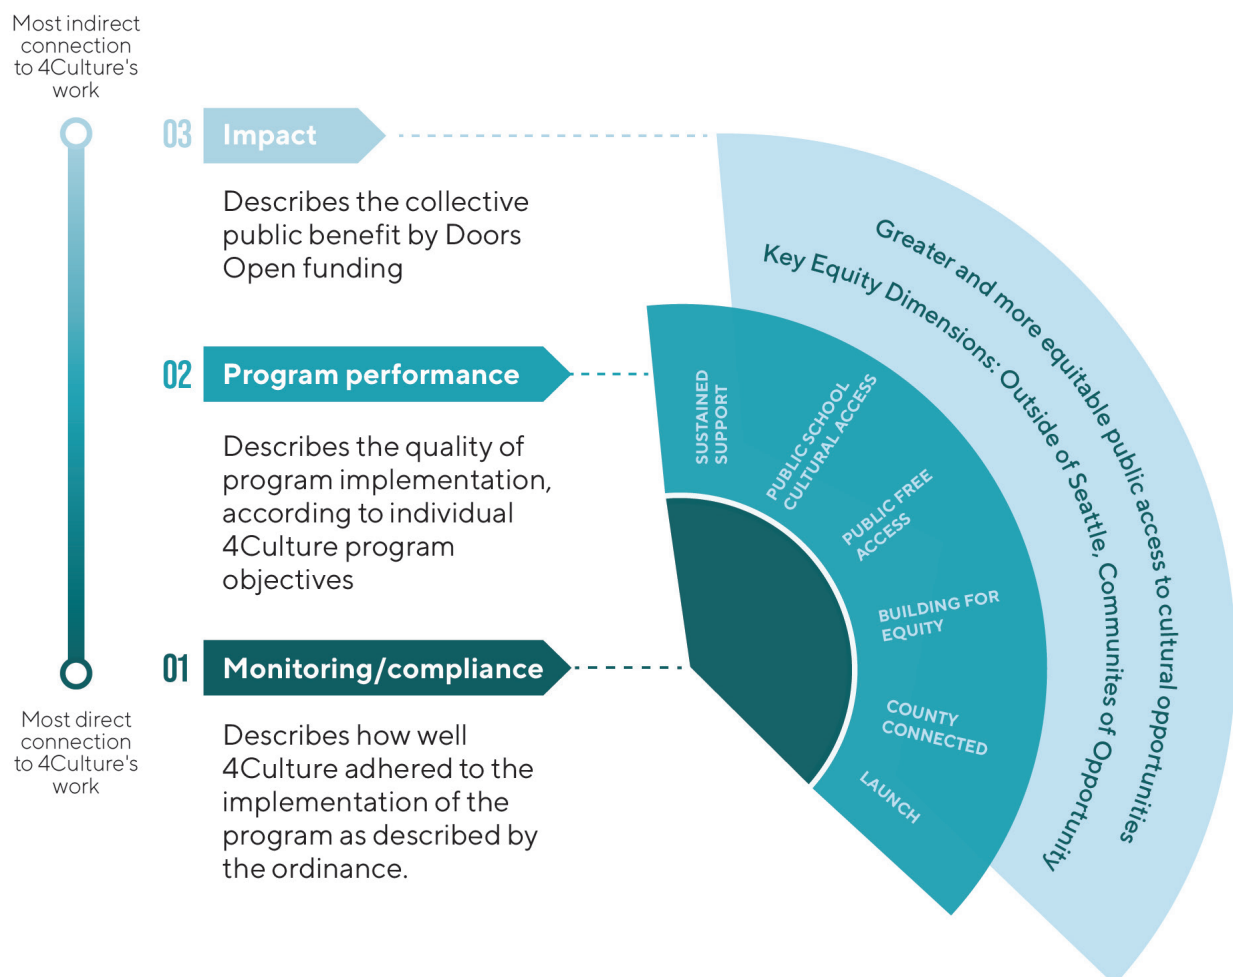 Most indirect
connection
to 4Culture's
work
03 Impact
Describes the collective
public benefit by Doors
Open funding
02 Program performance
Describes the quality of
program implementation,
according to individual
4Culture program
objectives
01 Monitoring/compliance
Describes how well
4Culture adhered to the
implementation of the
program as described by
the ordinance.
Most direct
connection
to 4Culture's
work
Greater and more equitable public access to cultural opportunities
Key Equity Dimensions: Outside of Seattle, Communites of Opportunity
SUSTAINED
SUPPORT
PUBLIC SCHOOL
CULTURAL ACCESS
PUBLIC FREE
ACCESS
BUILDING FOR
EQUITY
COUNTY
CONNECTED
LAUNCH